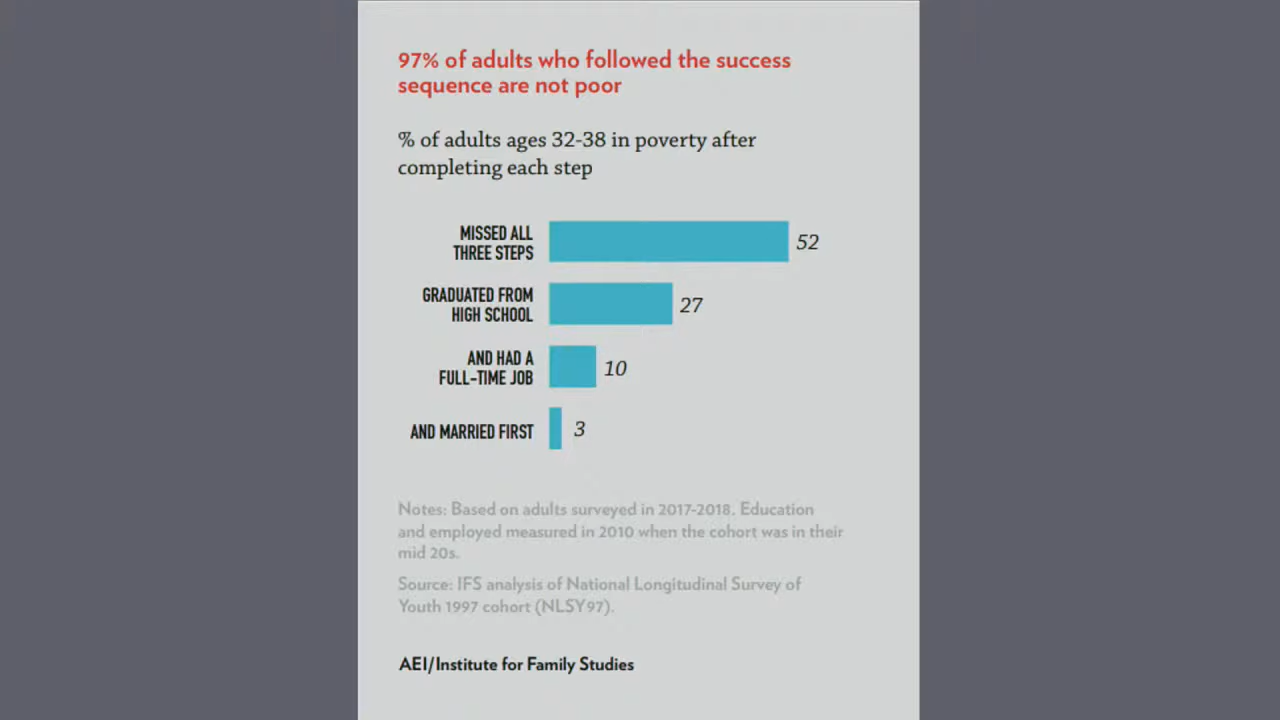 97% of adults who followed the success
sequence are not poor
% of adults ages 32-38 in poverty after
completing each step
MISSED ALL
THREE STEPS
52
GRADUATED FROM
HIGH SCHOOL
27
AND HAD A
FULL-TIME JOB
10
AND MARRIED FIRST
3
Notes: Based on adults surveyed in 2017-2018. Education
and employed measured in 2010 when the cohort was in their
mid 20s.
Source: IFS analysis of National Longitudinal Survey of
Youth 1997 cohort (NLSY97).
AEI/Institute for Family Studies